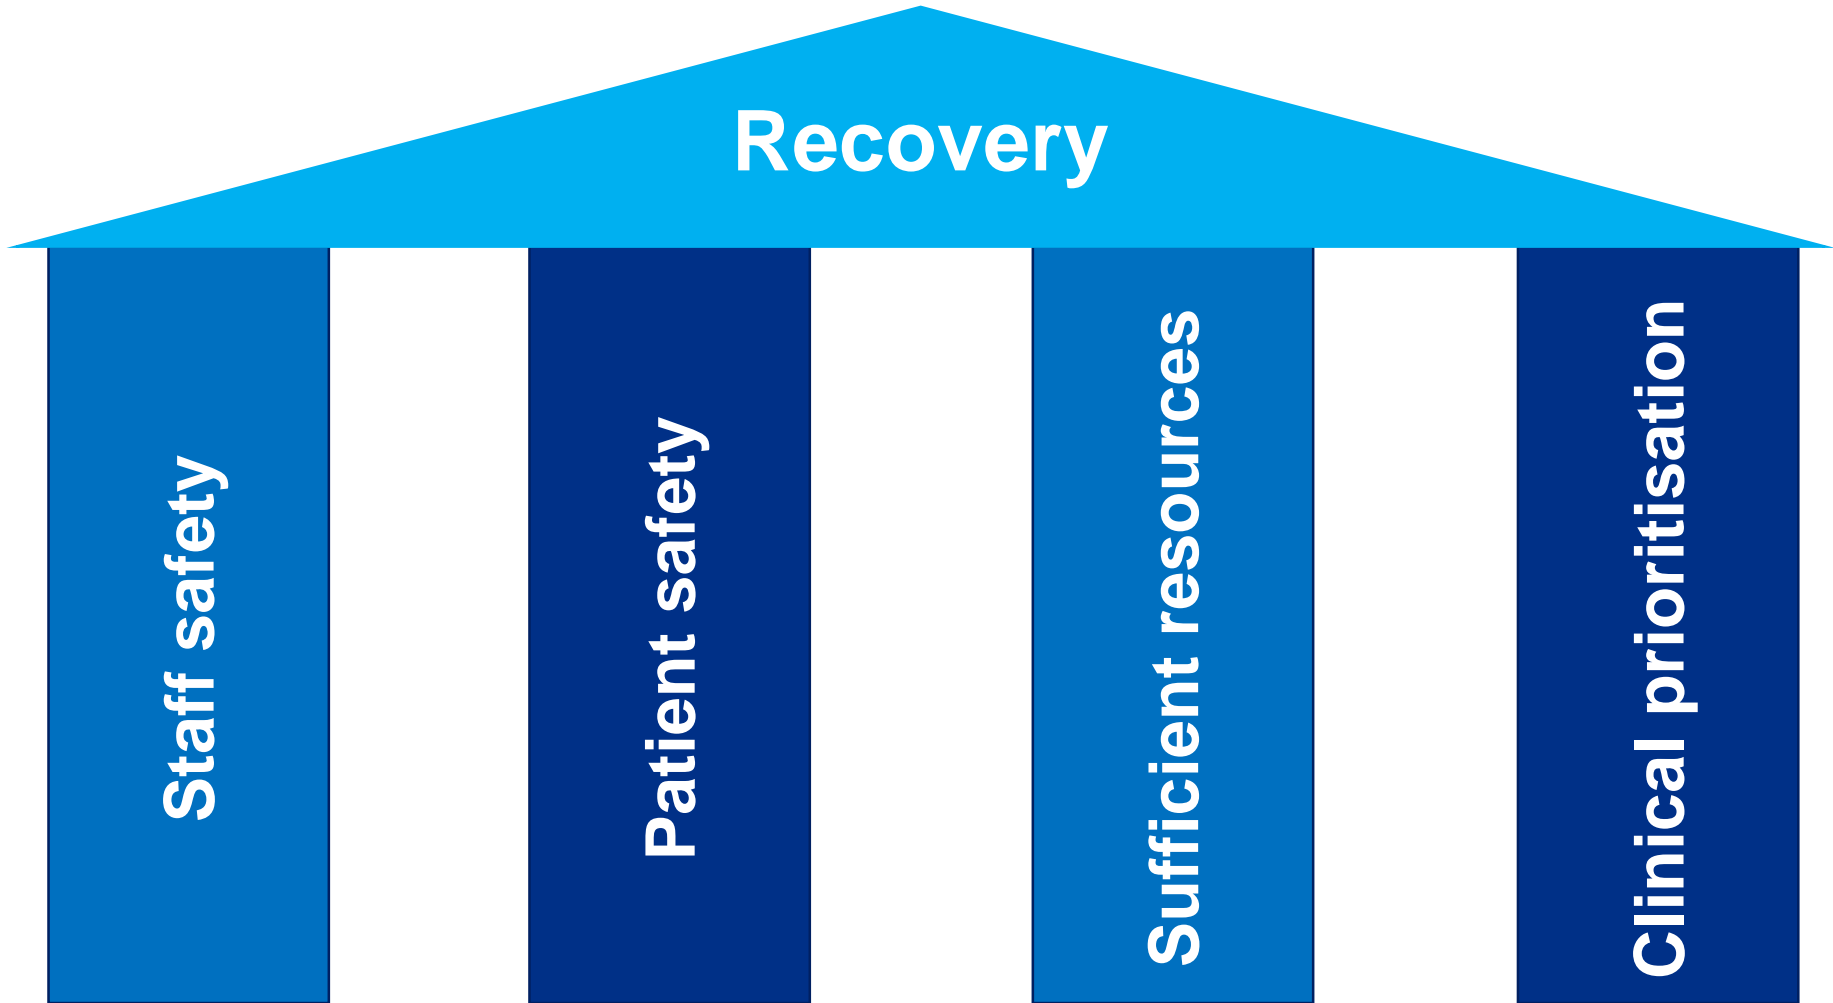 Recovery
Staff safety
Patient safety
Sufficient resources
Clinical prioritisation